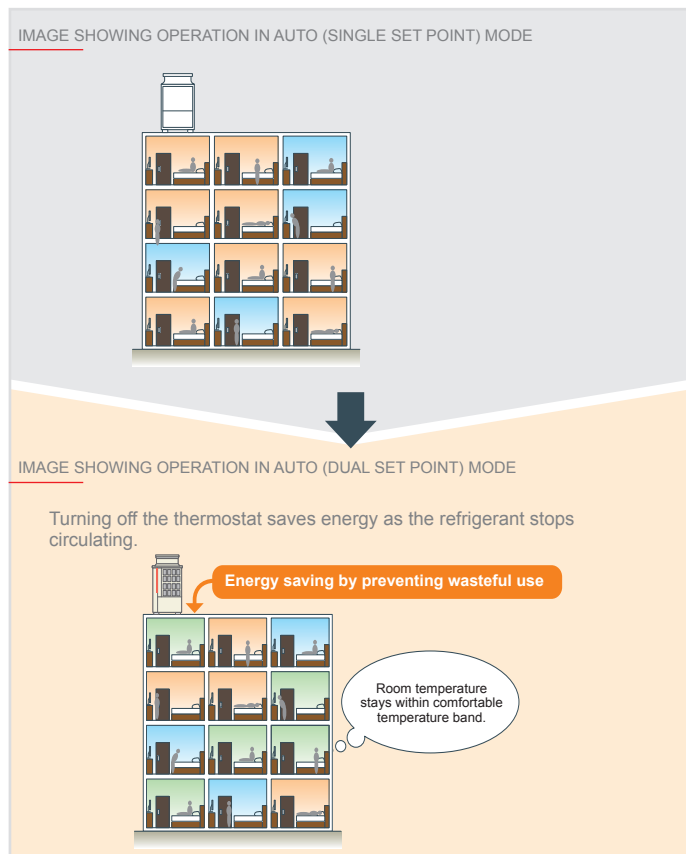 IMAGE SHOWING OPERATION IN AUTO (SINGLE SET POINT) MODE
IMAGE SHOWING OPERATION IN AUTO (DUAL SET POINT) MODE
Turning off the thermostat saves energy as the refrigerant stops
circulating.
Energy saving by preventing wasteful use
Room temperature
stays within comfortable
temperature band.